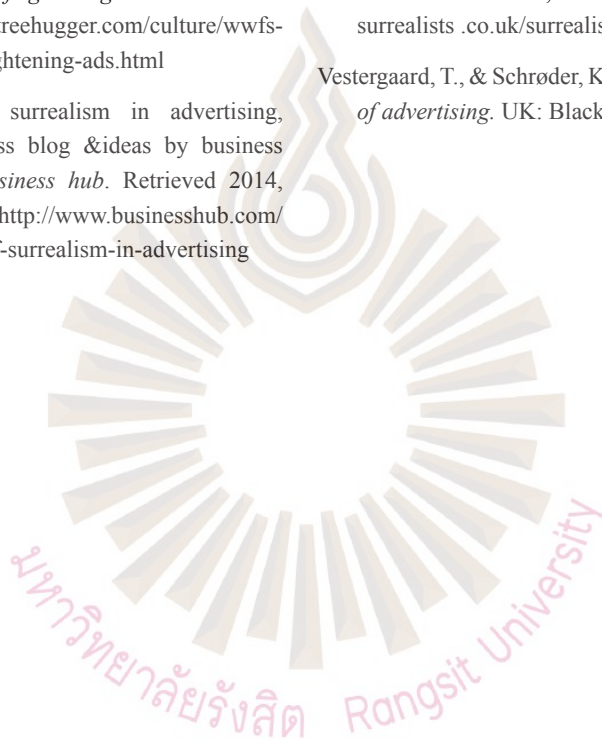 reehugger.com/culture/wwfs-
ghtening-ads.html
surrealism in advertising,
ss blog &ideas by business
siness hub. Retrieved 2014,
http://www.businesshub.com/
f-surrealism-in-advertising
surrealists .co.uk/surrealis
Vestergaard, T., & Schrøder, K
of advertising. UK: Black
มหาวิทยาลัยรังสิต Rangsit University